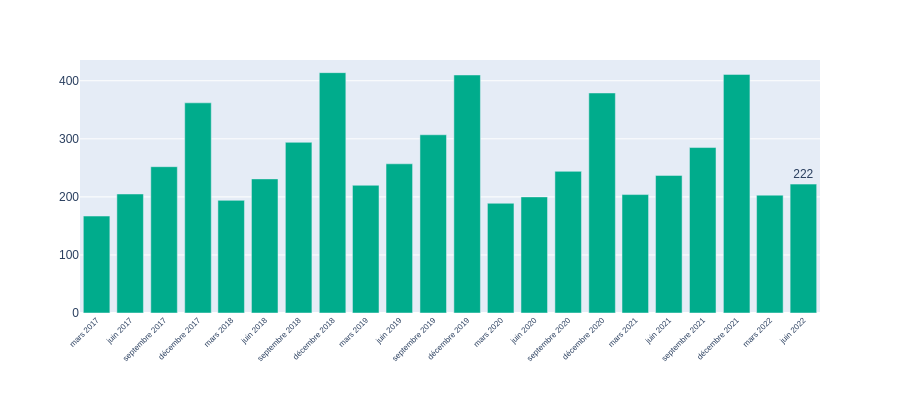 400
300
200
100
0
222
mars 2017
juin 2017
septembre 2017
décembre 2017
mars 2018
juin 2018
septembre 2018
décembre 2018
mars 2019
juin 2019
septembre 2019
décembre 2019
mars 2020
juin 2020
septembre 2020
décembre 2020
mars 2021
juin 2021
septembre 2021
décembre 2021
mars 2022
juin 2022